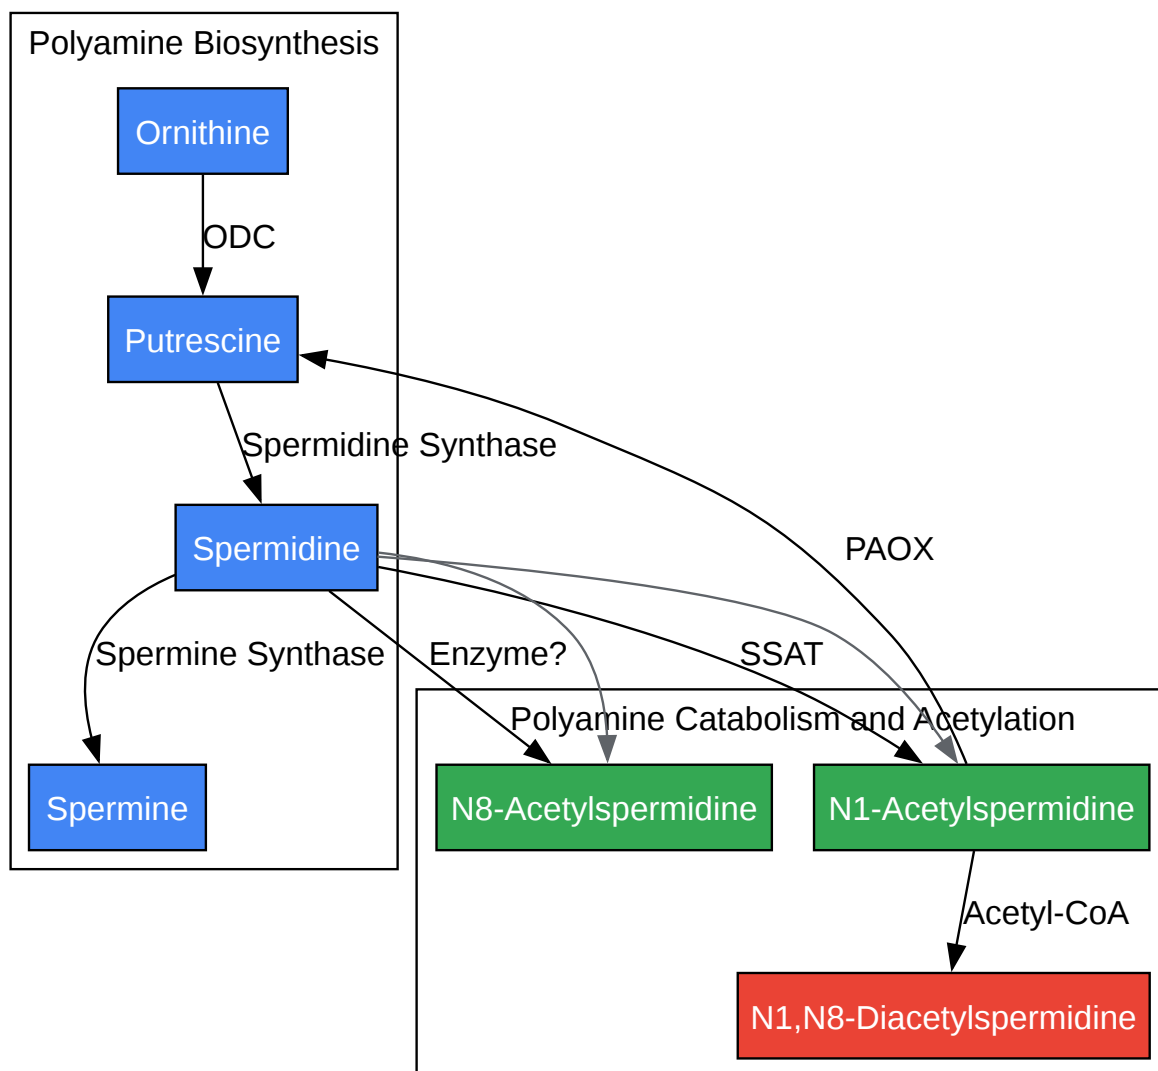 Polyamine Biosynthesis
Ornithine
ODC
Putrescine
Spermidine Synthase
Spermidine
PAOX
Spermine Synthase
Enzyme?
SSAT
Polyamine Catabolism and Acetylation
Spermine
N8-Acetylspermidine
N1-Acetylspermidine
Acetyl-CoA
N1,N8-Diacetylspermidine